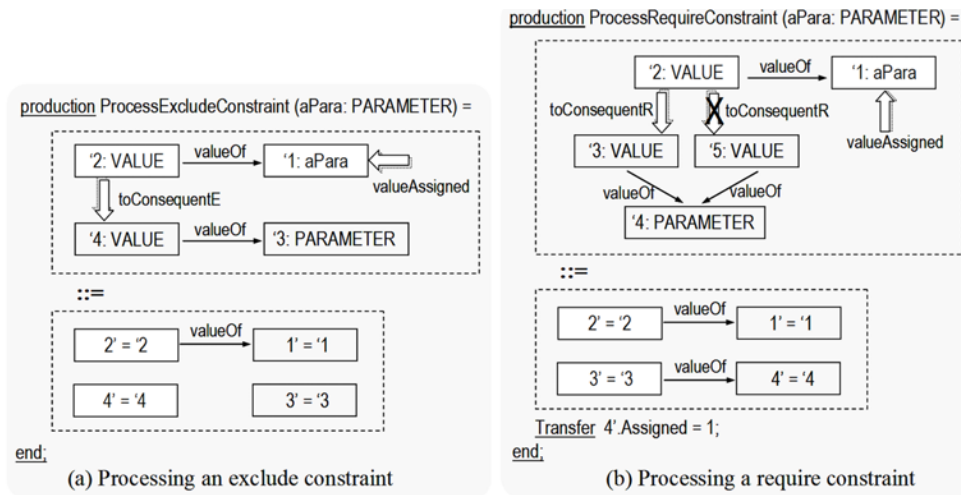 production ProcessExcludeConstraint (aPara: PARAMETER) =
‘2: VALUE
valueOf
‘1: aPara
valueAssigned
toConsequentE
‘4: VALUE
valueOf
‘3: PARAMETER
::=
2’ = ‘2
valueOf
1’ = ‘1
4’ = ‘4
3’ = ‘3
end;
(a) Processing an exclude constraint
production ProcessRequireConstraint (aPara: PARAMETER) =
‘2: VALUE
valueOf
‘1: aPara
toConsequentR
toConsequentR
valueAssigned
‘3: VALUE
‘5: VALUE
valueOf
valueOf
‘4: PARAMETER
::=
2’ = ‘2
valueOf
1’ = ‘1
3’ = ‘3
valueOf
4’ = ‘4
Transfer 4’.Assigned = 1;
end;
(b) Processing a require constraint